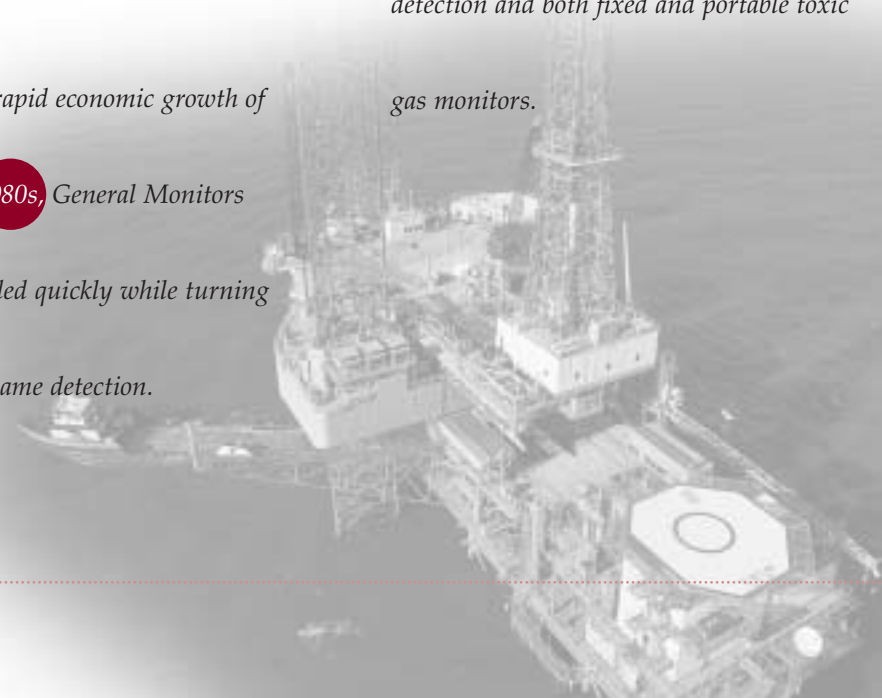 rapid economic growth of
980s, General Monitors
led quickly while turning
ame detection.
detection and both fixed and portable toxic
gas monitors.